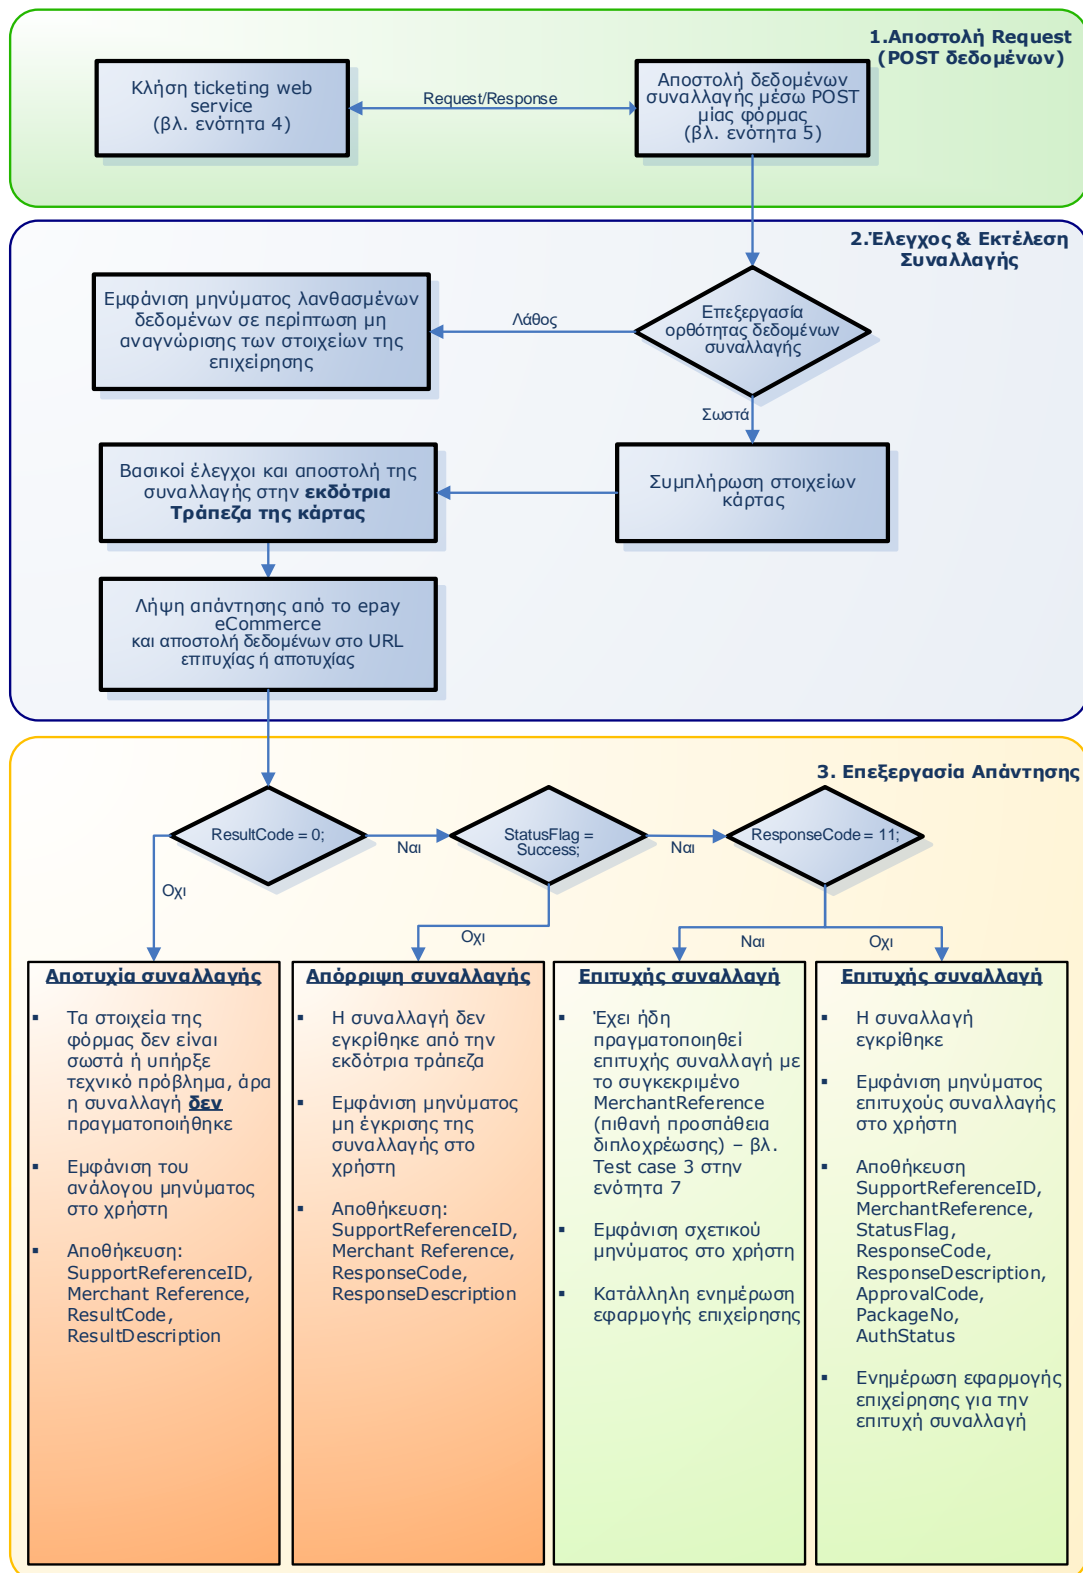 1.Αποστολή Request
(POST δεδομένων)
Κλήση ticketing web
service
(βλ. ενότητα 4)
Request/Response
Αποστολή δεδομένων
συναλλαγής μέσω POST
μίας φόρμας
(βλ. ενότητα 5)
2.Έλεγχος & Εκτέλεση
Συναλλαγής
Εμφάνιση μηνύματος λανθασμένων
δεδομένων σε περίπτωση μη
αναγνώρισης των στοιχείων της
επιχείρησης
Λάθος
Επεξεργασία
ορθότητας δεδομένων
συναλλαγής
Σωστά
Βασικοί έλεγχοι και αποστολή της
συναλλαγής στην εκδότρια
Τράπεζα της κάρτας
Συμπλήρωση στοιχείων
κάρτας
Λήψη απάντησης από το epay
eCommerce
και αποστολή δεδομένων στο URL
επιτυχίας ή αποτυχίας
3. Επεξεργασία Απάντησης
ResultCode = 0;
Ναι
StatusFlag =
Success;
Ναι
ResponseCode = 11;
Οχι
Οχι
Ναι
Οχι
Αποτυχία συναλλαγής
▪ Τα στοιχεία της
φόρμας δεν είναι
σωστά ή υπήρξε
τεχνικό πρόβλημα, άρα
η συναλλαγή δεν
πραγματοποιήθηκε
▪ Εμφάνιση του
ανάλογου μηνύματος
στο χρήστη
▪ Αποθήκευση:
SupportReferenceID,
Merchant Reference,
ResultCode,
ResultDescription
Απόρριψη συναλλαγής
▪ Η συναλλαγή δεν
εγκρίθηκε από την
εκδότρια τράπεζα
▪ Εμφάνιση μηνύματος
μη έγκρισης της
συναλλαγής στο
χρήστη
▪ Αποθήκευση:
SupportReferenceID,
Merchant Reference,
ResponseCode,
ResponseDescription
Επιτυχής συναλλαγή
▪ Έχει ήδη
πραγματοποιηθεί
επιτυχής συναλλαγή με
το συγκεκριμένο
MerchantReference
(πιθανή προσπάθεια
διπλοχρέωσης) – βλ.
Test case 3 στην
ενότητα 7
▪ Εμφάνιση σχετικού
μηνύματος στο χρήστη
▪ Κατάλληλη ενημέρωση
εφαρμογής επιχείρησης
Επιτυχής συναλλαγή
▪ Η συναλλαγή
εγκρίθηκε
▪ Εμφάνιση μηνύματος
επιτυχούς συναλλαγής
στο χρήστη
▪ Αποθήκευση
SupportReferenceID,
MerchantReference,
StatusFlag,
ResponseCode,
ResponseDescription,
ApprovalCode,
PackageNo,
AuthStatus
▪ Ενημέρωση εφαρμογής
επιχείρησης για την
επιτυχή συναλλαγή